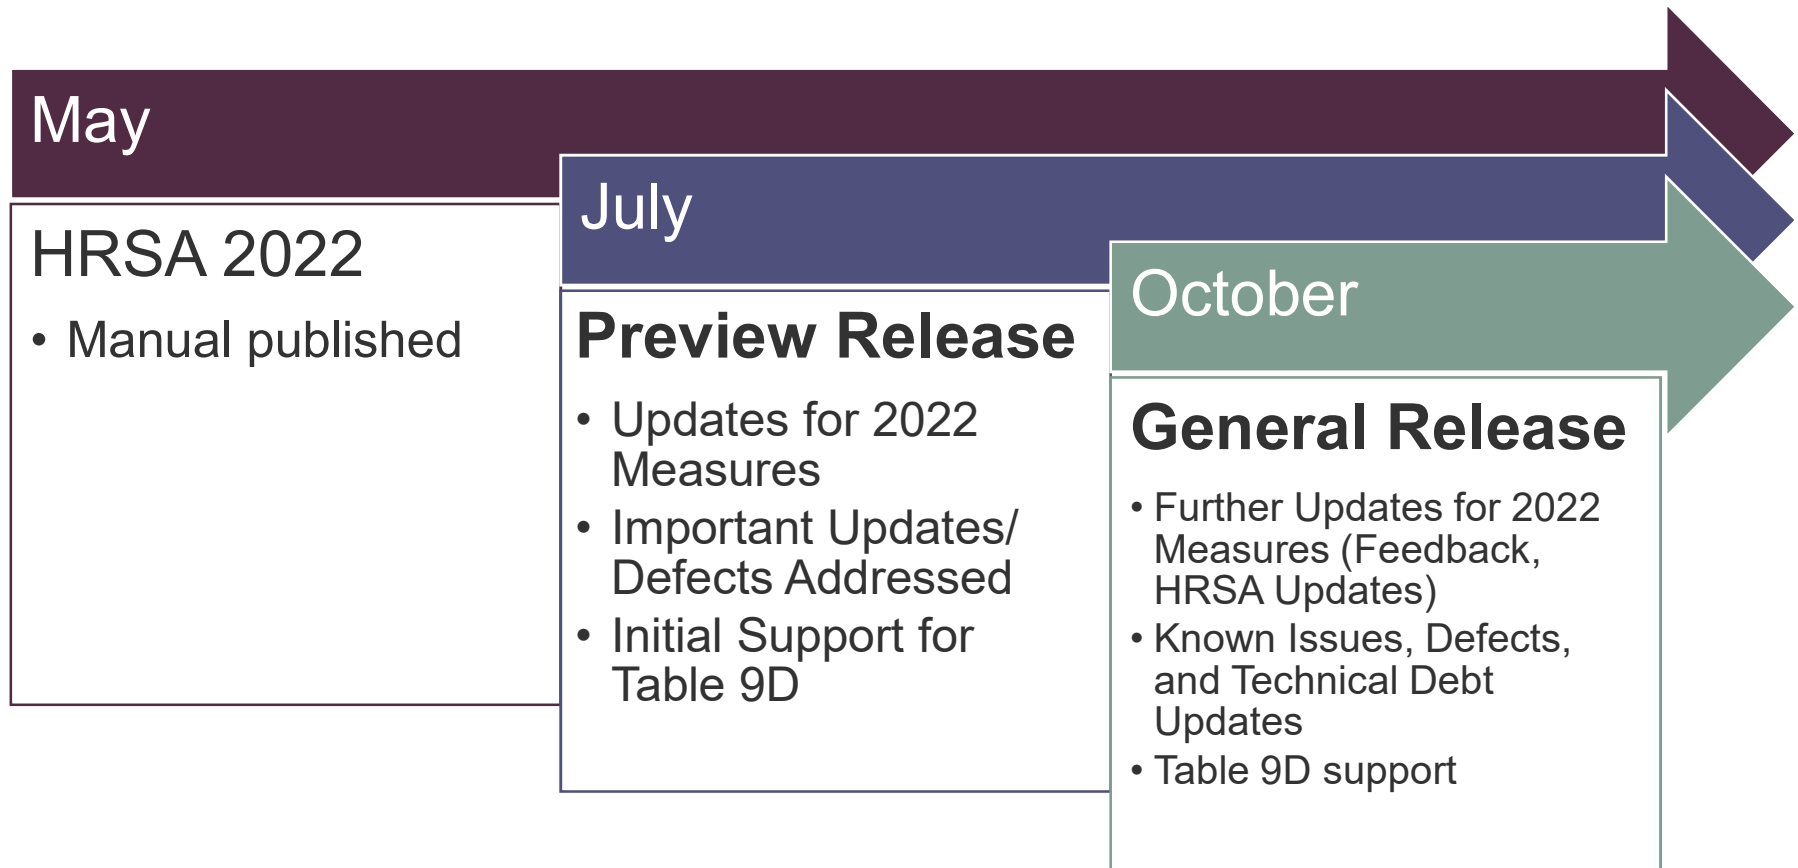 May
HRSA 2022
• Manual published
July
Preview Release
• Updates for 2022
Measures
• Important Updates/
Defects Addressed
• Initial Support for
Table 9D
October
General Release
• Further Updates for 2022
Measures (Feedback,
HRSA Updates)
• Known Issues, Defects,
and Technical Debt
Updates
• Table 9D support